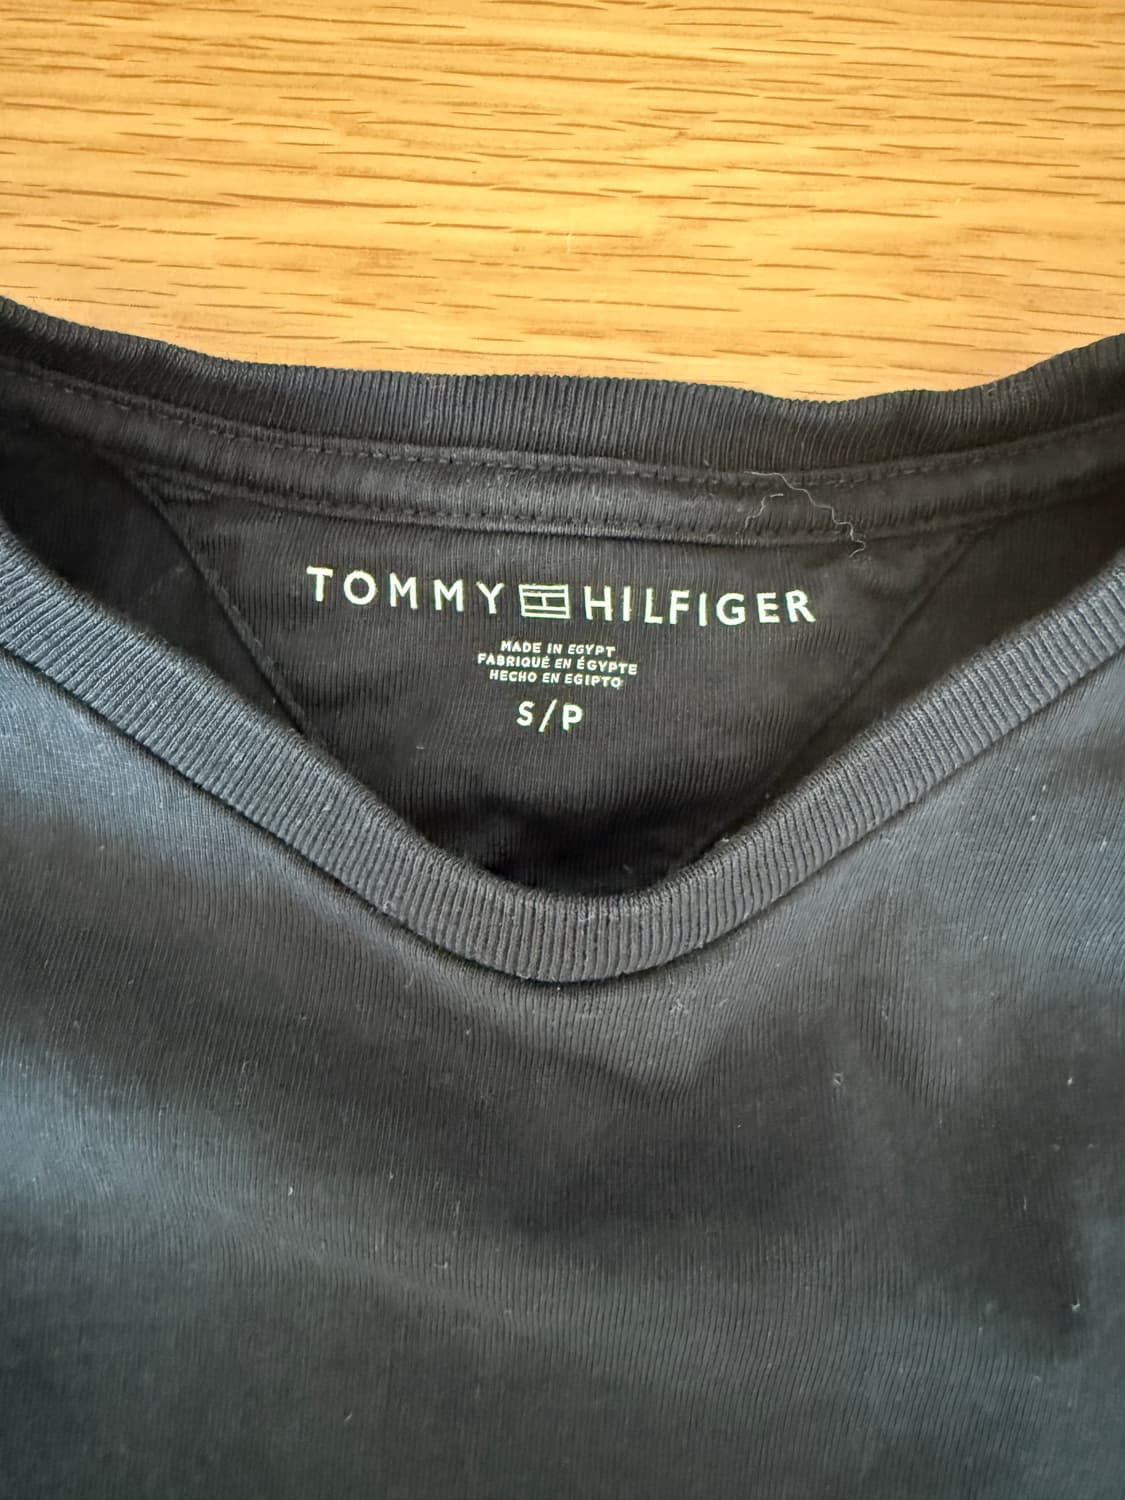 TOMMY HILFIGER
MADE IN EGYPT
FABRIQUÉ EN ÉGYPTE
HECHO EN EGIPTO
S/P